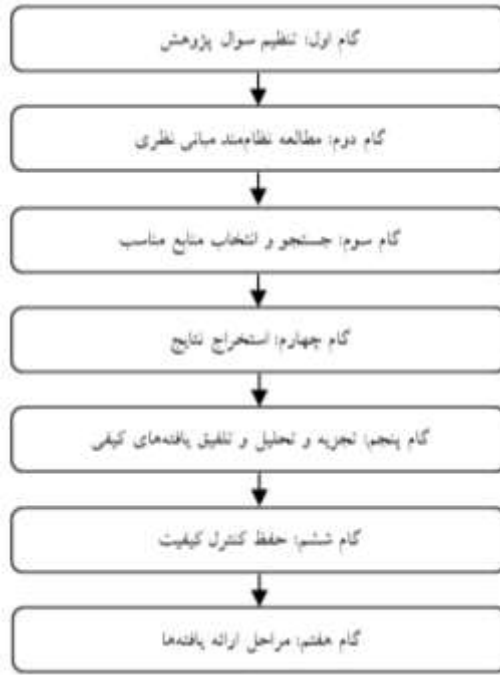 گام اول: تنظیم سوال پژوهش
گام دوم: مطالعه نظام‌مند مبانی نظری
گام سوم: جستجو و انتخاب منابع مناسب
گام چهارم: استخراج نتایج
گام پنجم: تجزیه و تحلیل و تلفیق یافته‌های کیفی
گام ششم: حفظ کنترل کیفیت
گام هفتم: مراحل ارائه یافته‌ها